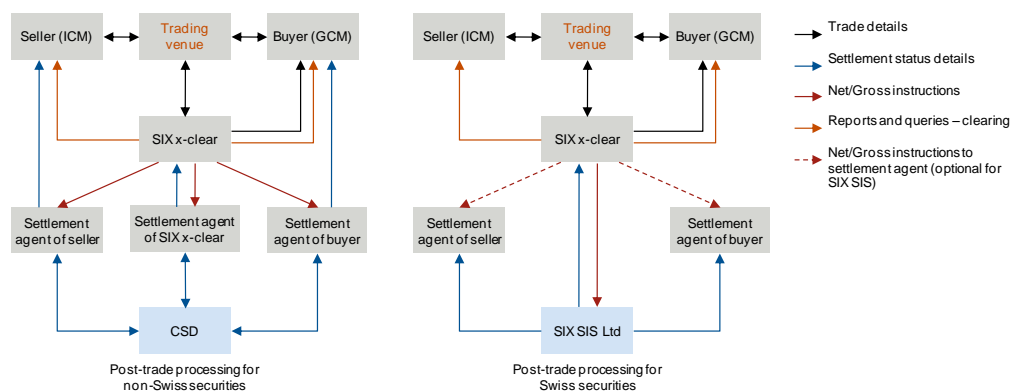 Seller (ICM)
Trading
venue
Buyer (GCM)
SIX x-clear
Settlement
agent of seller
Settlement agent
of SIX x-clear
Settlement
agent of buyer
CSD
Post-trade processing for
non-Swiss securities
Seller (ICM)
Trading
venue
Buyer (GCM)
SIX x-clear
Settlement
agent of seller
Settlement
agent of buyer
SIX SIS Ltd
Post-trade processing for
Swiss securities
Trade details
Settlement status details
Net/Gross instructions
Reports and queries – clearing
Net/Gross instructions to
settlement agent (optional for
SIX SIS)